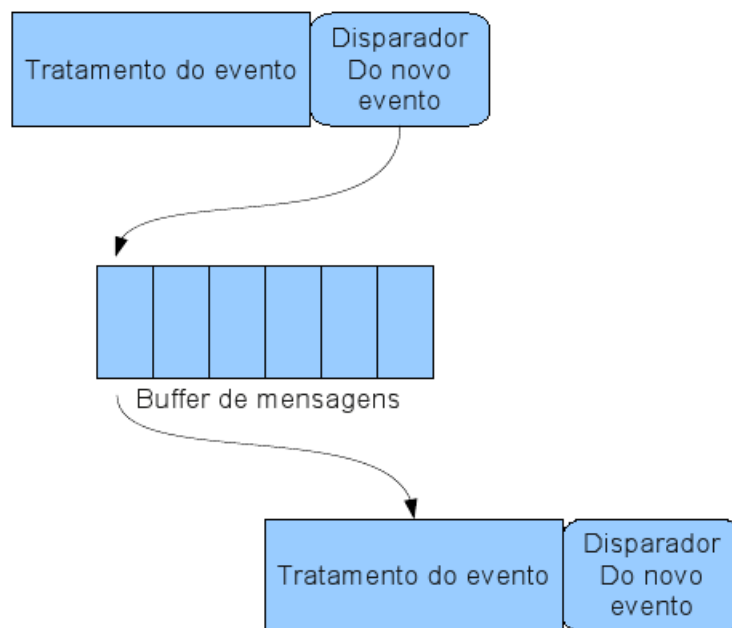 Tratamento do evento
Disparador
Do novo
evento
Buffer de mensagens
Tratamento do evento
Disparador
Do novo
evento